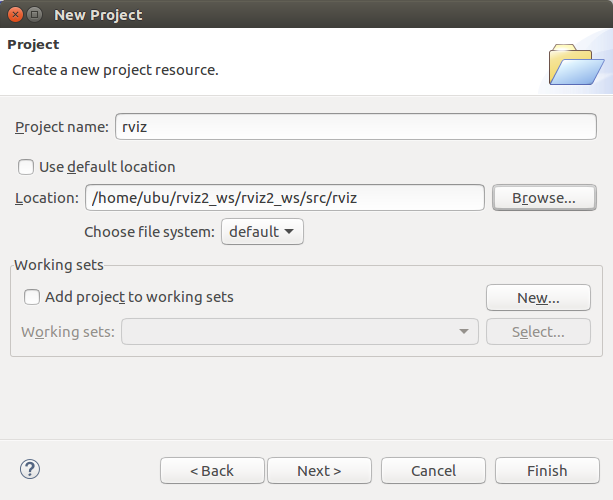 New Project
Project
Create a new project resource.
Project name: rviz
Use default location
Location: /home/ubu/rviz2_ws/rviz2_ws/src/rviz Browse...
Choose file system: default
Working sets
Add project to working sets New...
Working sets: Select...
? < Back Next > Cancel Finish